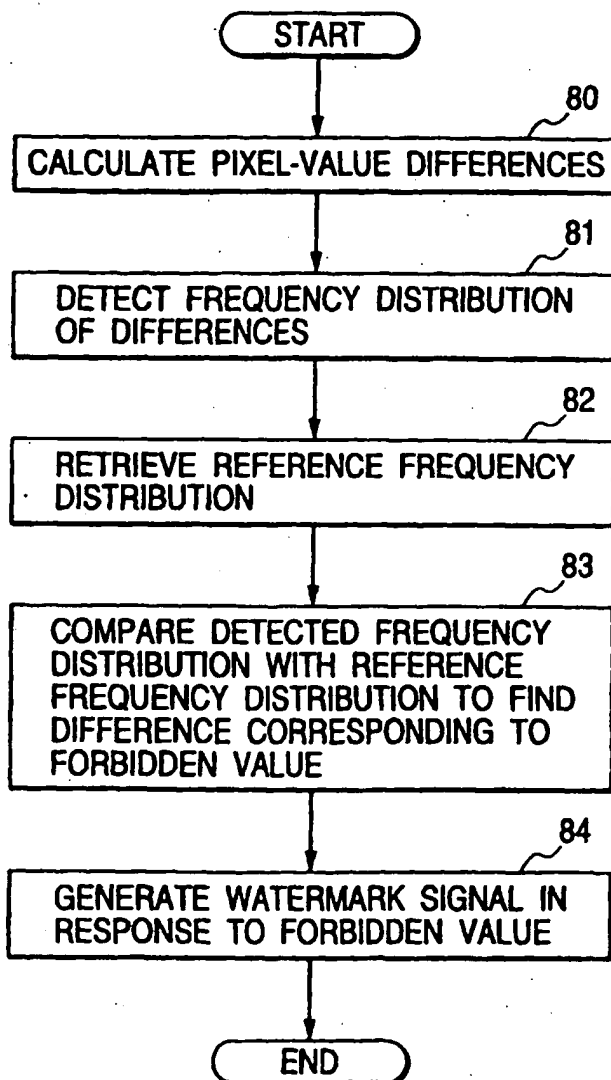 START
80
CALCULATE PIXEL-VALUE DIFFERENCES
81
DETECT FREQUENCY DISTRIBUTION
OF DIFFERENCES
82
RETRIEVE REFERENCE FREQUENCY
DISTRIBUTION
83
COMPARE DETECTED FREQUENCY
DISTRIBUTION WITH REFERENCE
FREQUENCY DISTRIBUTION TO FIND
DIFFERENCE CORRESPONDING TO
FORBIDDEN VALUE
84
GENERATE WATERMARK SIGNAL IN
RESPONSE TO FORBIDDEN VALUE
END